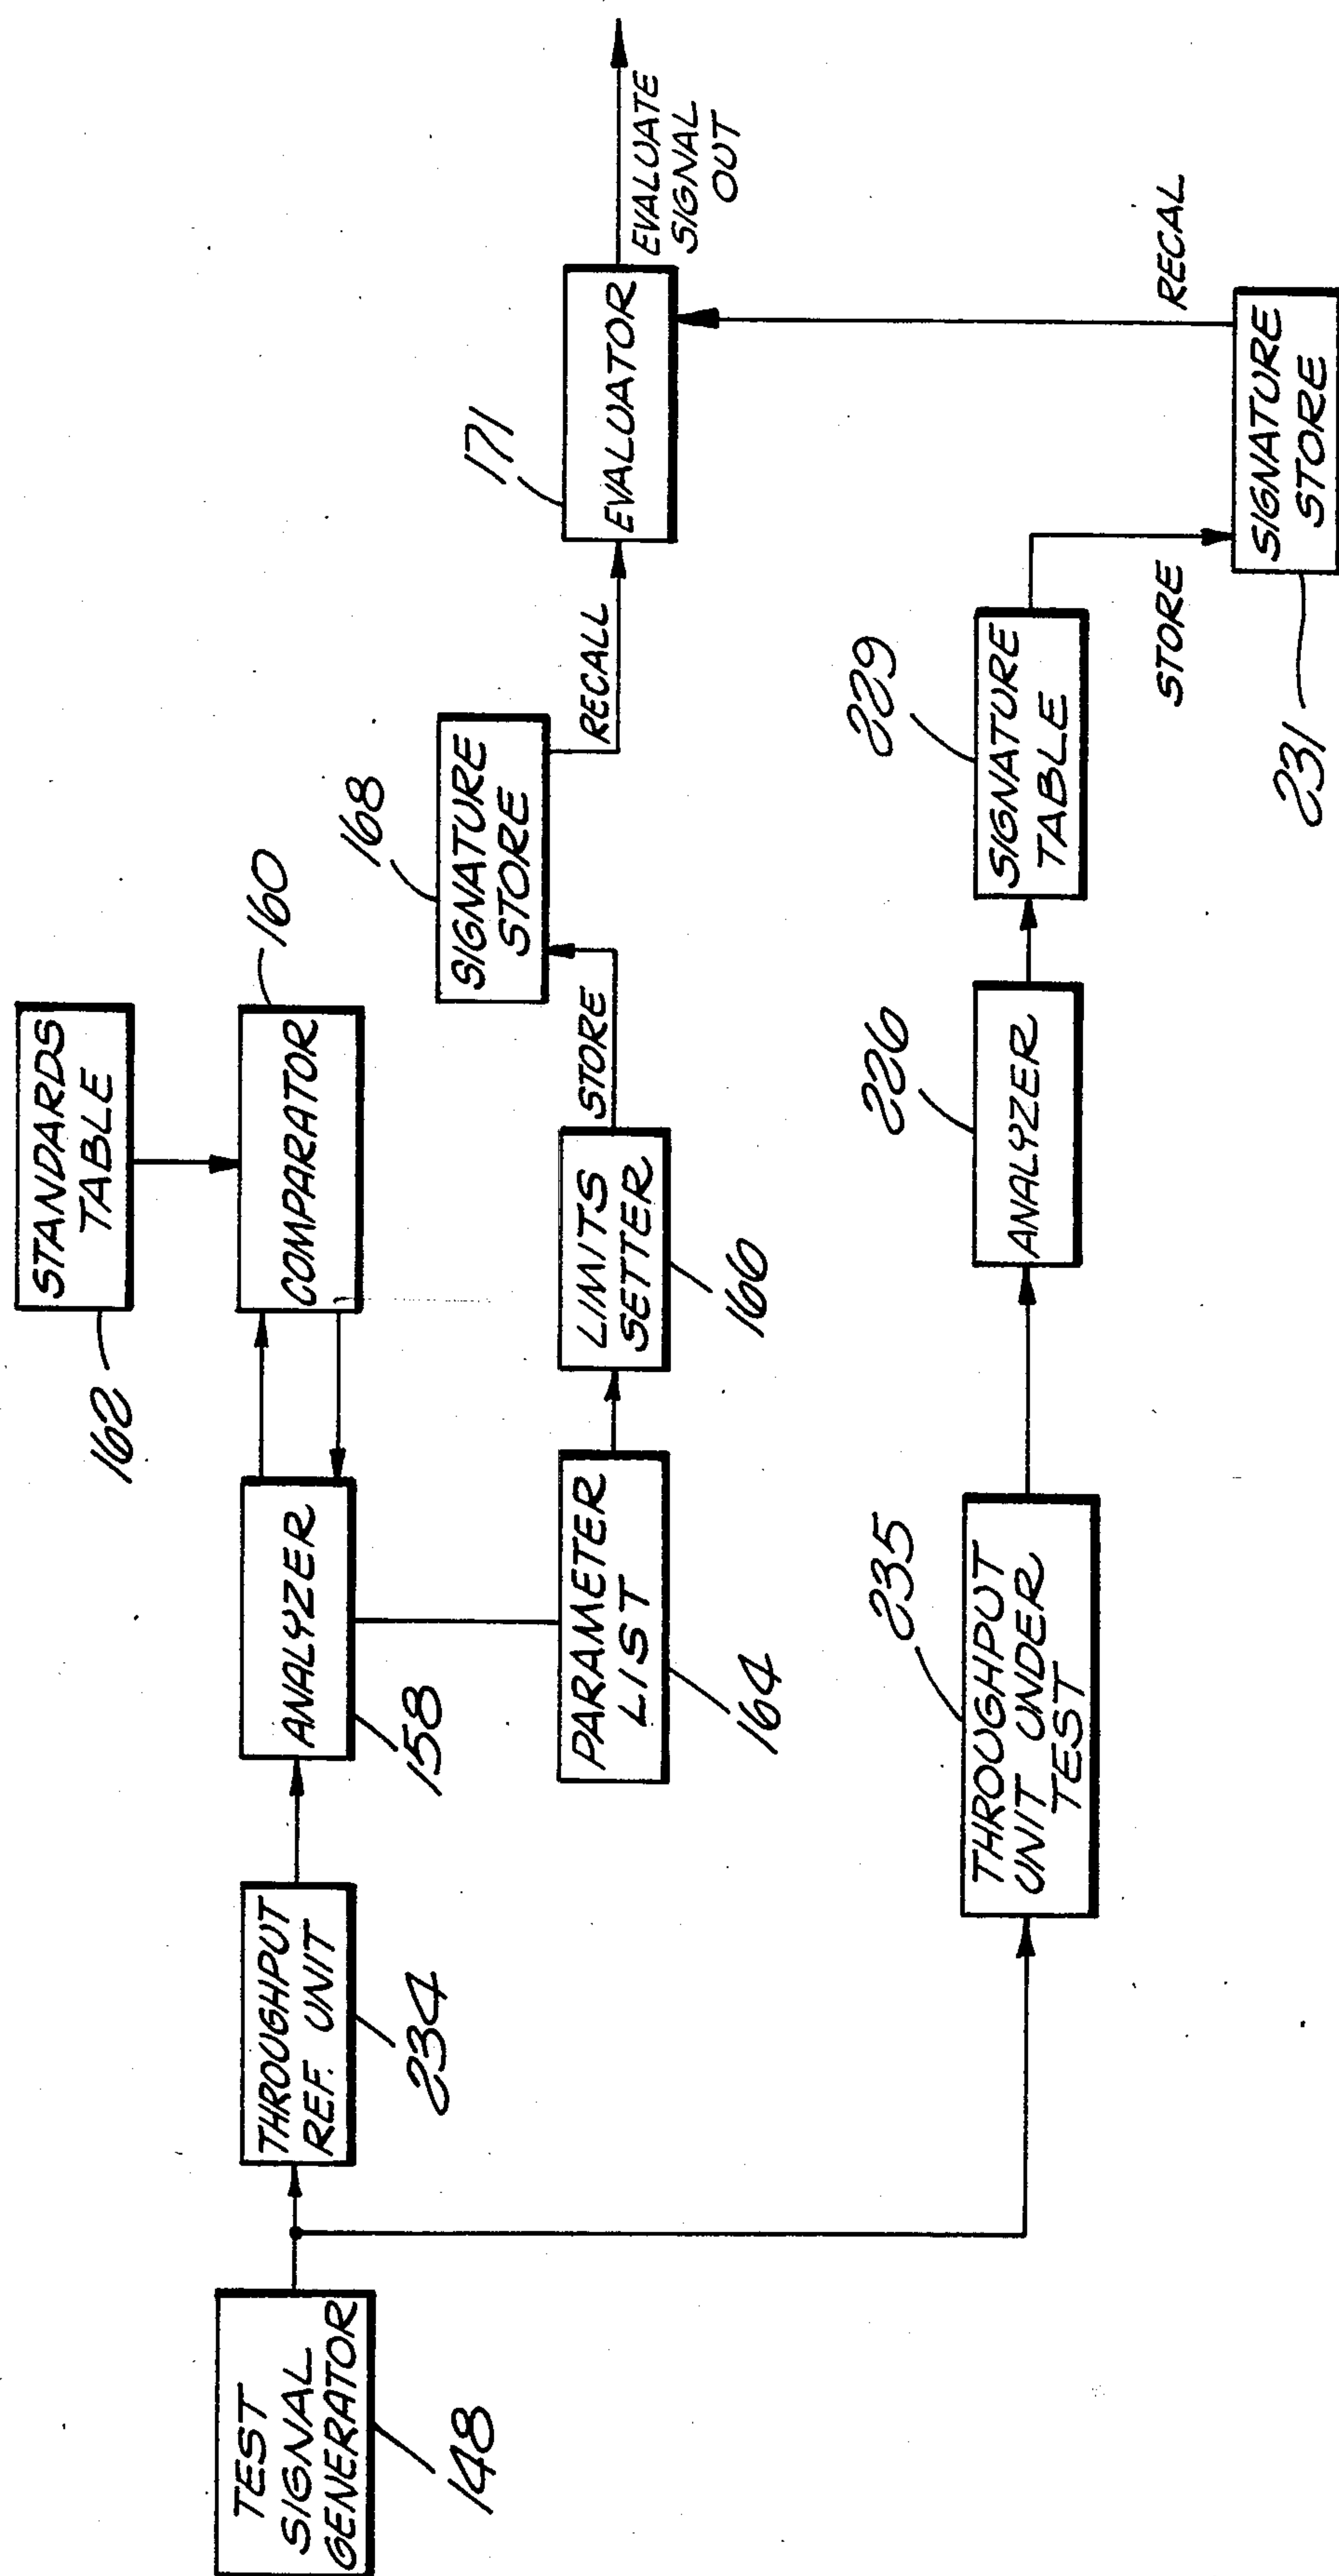 STANDARDS
TABLE
162
COMPARATOR
160
TEST
SIGNAL
GENERATOR
148
THROUGHPUT
REF. UNIT
234
ANALYZER
158
PARAMETER
LIST
164
LIMITS
SETTER
166
STORE
SIGNATURE
STORE
168
RECALL
EVALUATOR
171
EVALUATE
SIGNAL
OUT
THROUGHPUT
UNIT UNDER
TEST
235
ANALYZER
226
SIGNATURE
TABLE
229
STORE
SIGNATURE
STORE
231
RECAL